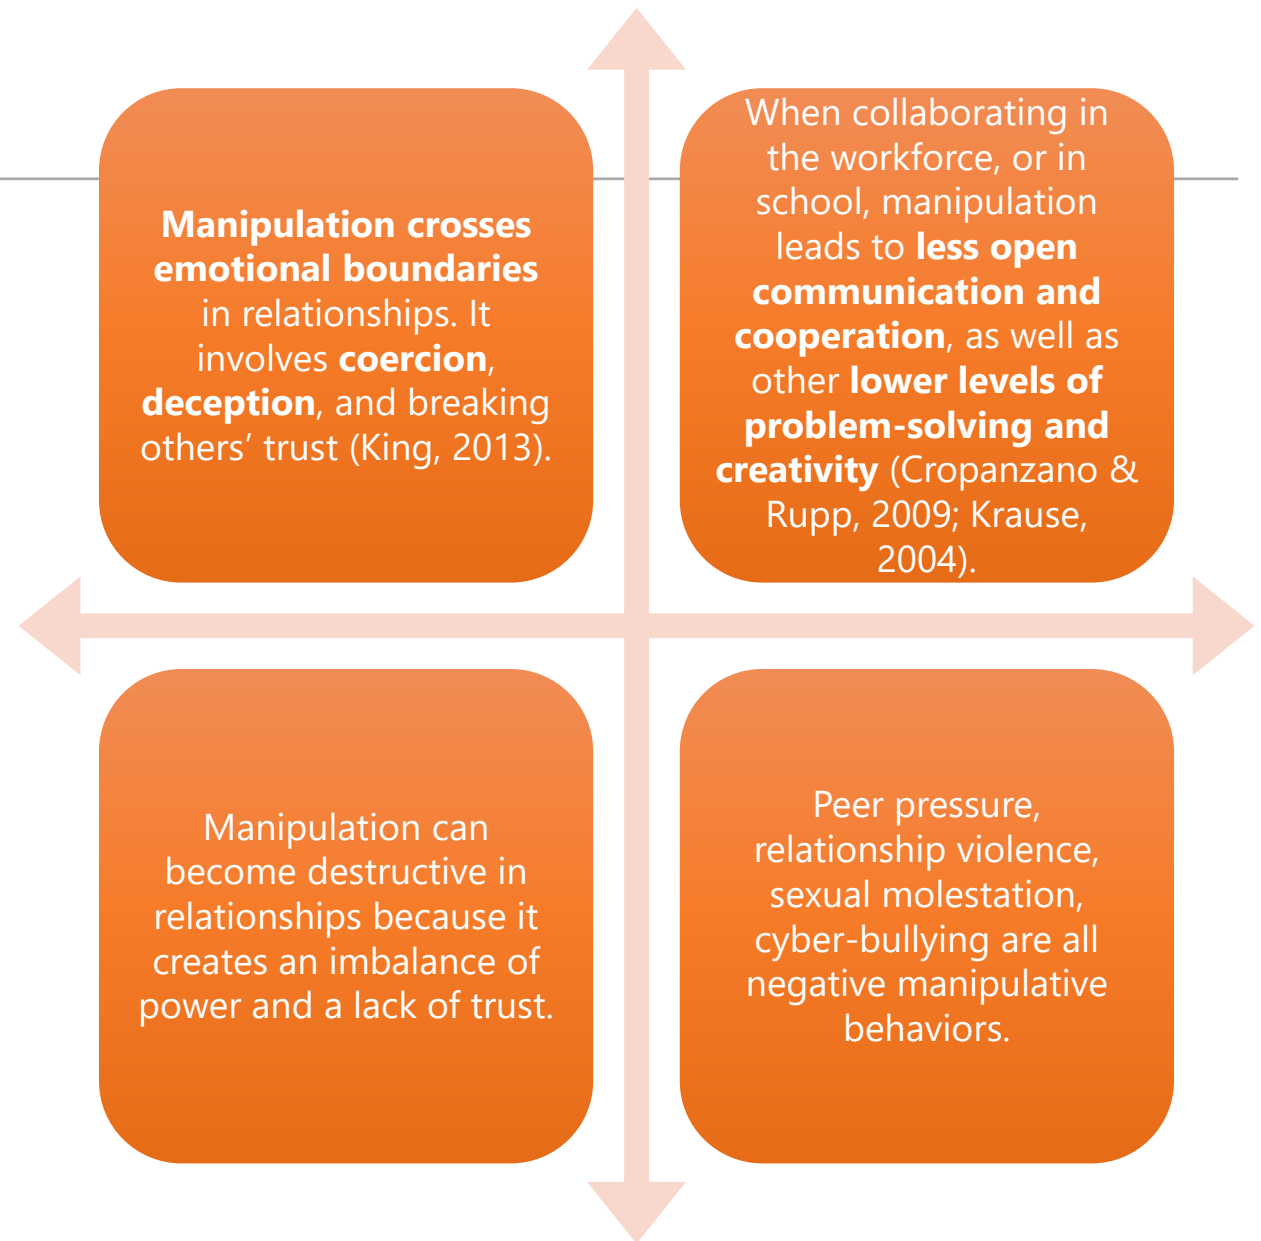 Manipulation crosses
emotional boundaries
in relationships. It
involves coercion,
deception, and breaking
others’ trust (King, 2013).
When collaborating in
the workforce, or in
school, manipulation
leads to less open
communication and
cooperation, as well as
other lower levels of
problem-solving and
creativity (Cropanzano &
Rupp, 2009; Krause,
2004).
Manipulation can
become destructive in
relationships because it
creates an imbalance of
power and a lack of trust.
Peer pressure,
relationship violence,
sexual molestation,
cyber-bullying are all
negative manipulative
behaviors.